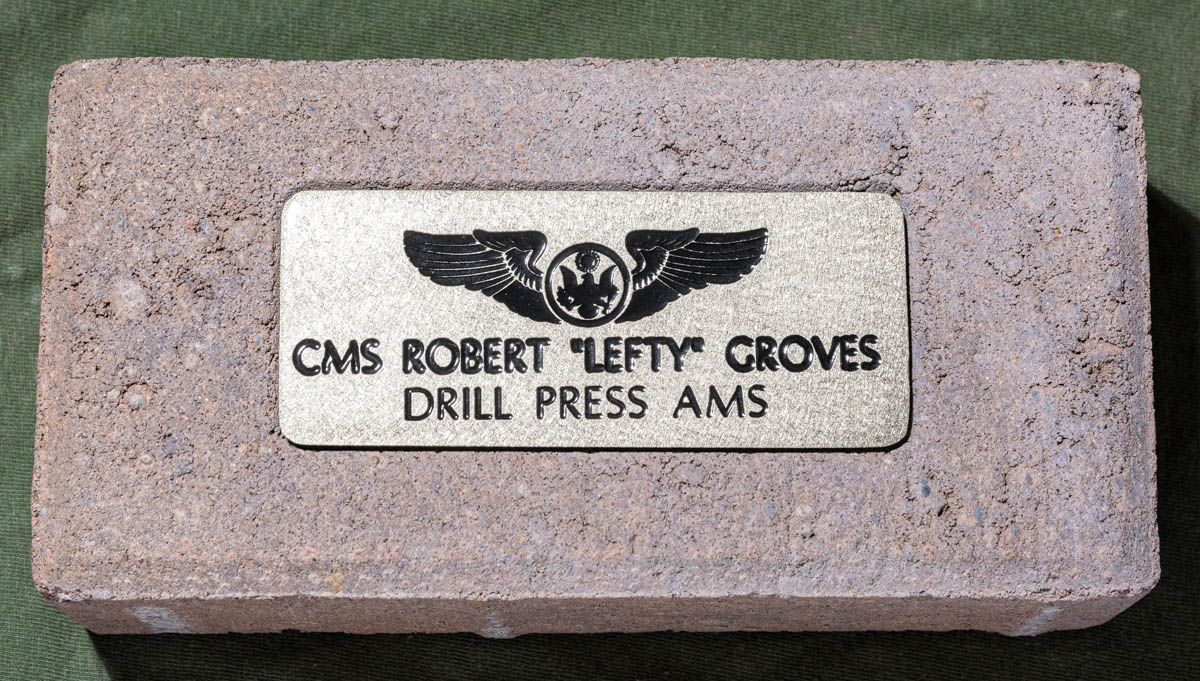 CMS ROBERT "LEFTY" GROVES
DRILL PRESS AMS